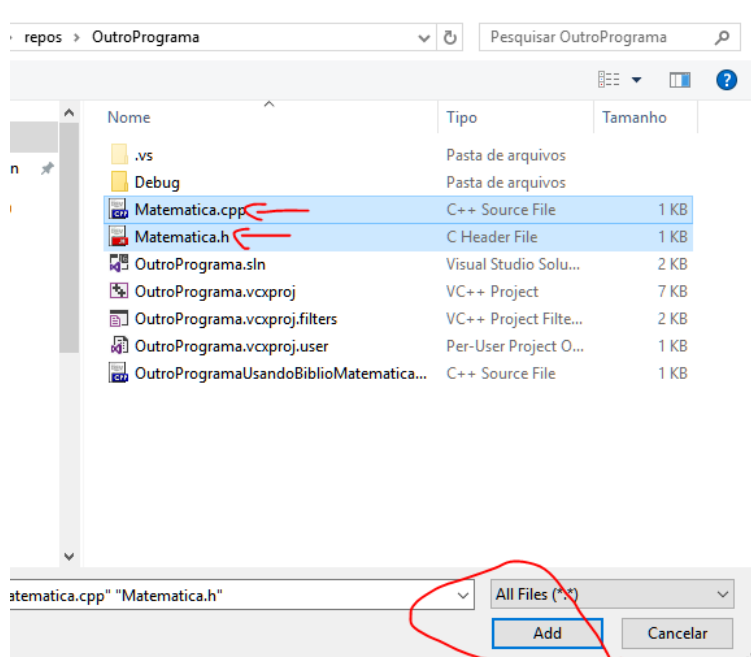 repos > OutroPrograma
Pesquisar OutroPrograma
?
Nome Tipo Tamanho
n
.vs Pasta de arquivos
Debug Pasta de arquivos
Matematica.cpp C++ Source File 1 KB
Matematica.h C Header File 1 KB
OutroPrograma.sln Visual Studio Solu... 2 KB
OutroPrograma.vcxproj VC++ Project 7 KB
OutroPrograma.vcxproj.filters VC++ Project Filte... 2 KB
OutroPrograma.vcxproj.user Per-User Project O... 1 KB
OutroProgramaUsandoBiblioMatematica... C++ Source File 1 KB
atematica.cpp" "Matematica.h" All Files (*.*)
Add Cancelar